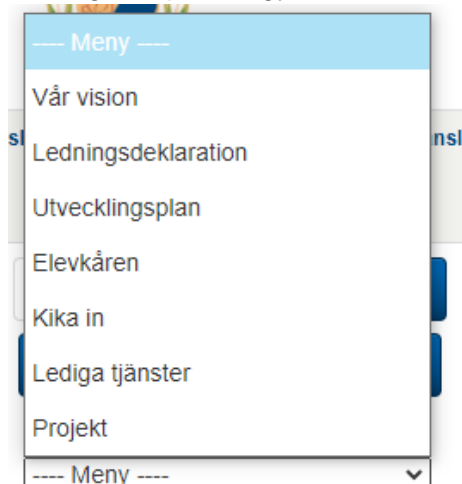 ---- Meny ----
Vår vision
Ledningsdeklaration
Utvecklingsplan
Elevkåren
Kika in
Lediga tjänster
Projekt
---- Meny ----